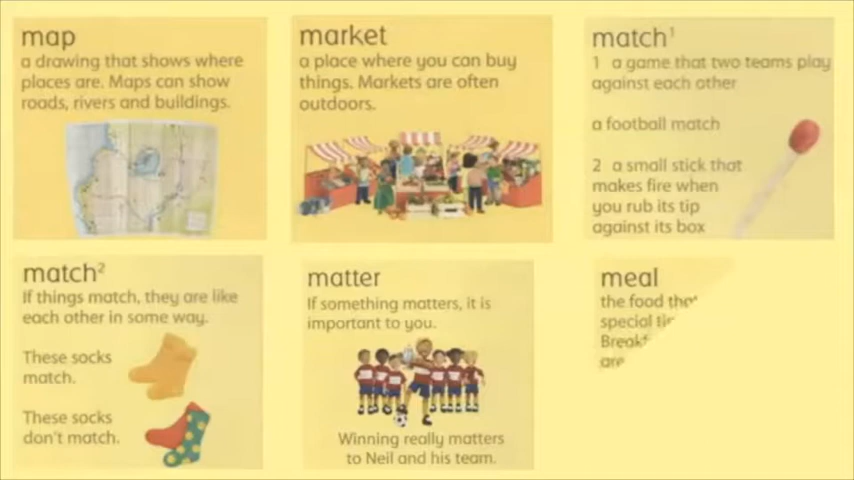 map
a drawing that shows where
places are. Maps can show
roads, rivers and buildings.
market
a place where you can buy
things. Markets are often
outdoors.
match¹
1 a game that two teams play
against each other
a football match
2 a small stick that
makes fire when
you rub its tip
against its box
match²
If things match, they are like
each other in some way.
These socks
match.
These socks
don't match.
matter
If something matters, it is
important to you.
Winning really matters
to Neil and his team.
meal
the food
special
are